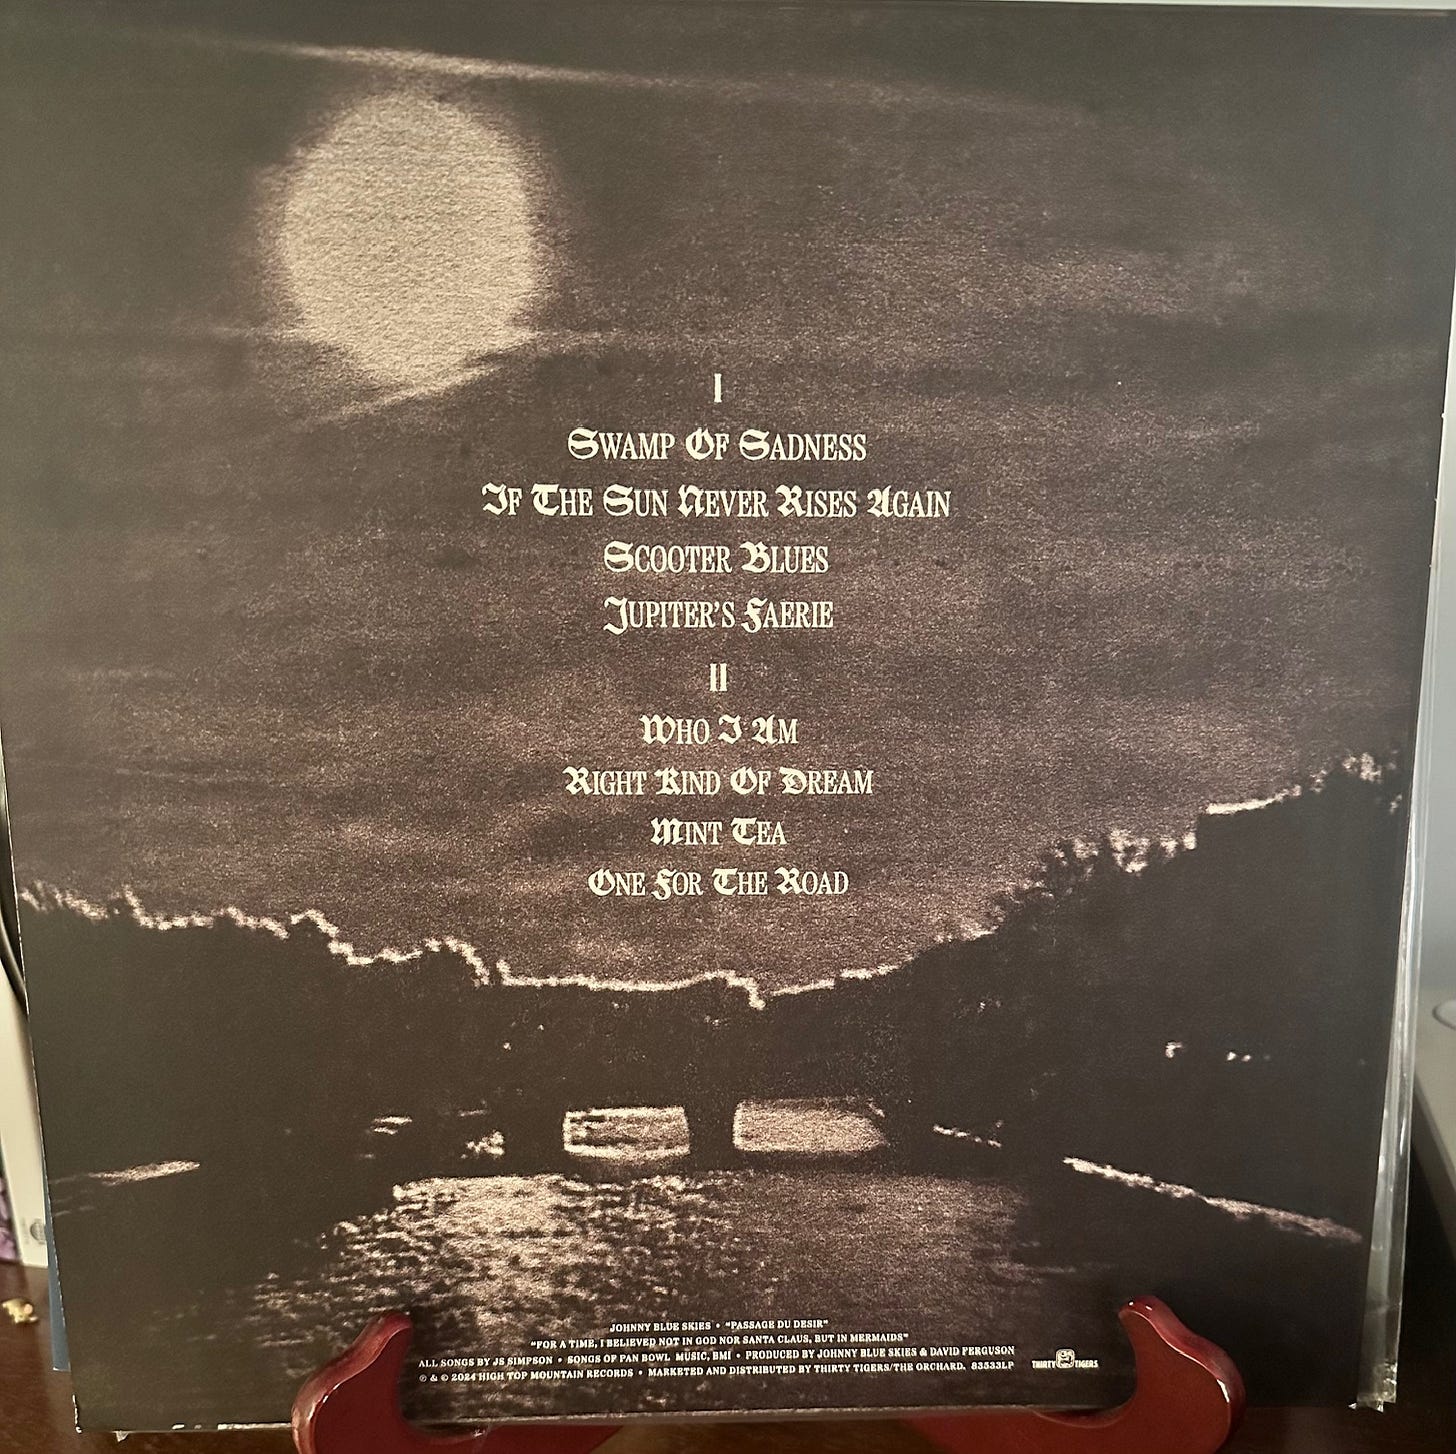 I
Swamp Of Sadness
If The Sun Never Rises Again
Scooter Blues
Jupiter's Faerie
II
Who I Am
Right Kind Of Dream
Mint Tea
One For The Road
JOHNNY BLUE SKIES • "PASSAGE DU DESIR"
"FOR A TIME, I BELIEVED NOT IN GOD NOR SANTA CLAUS, BUT IN MERMAIDS"
ALL SONGS BY JS SIMPSON • SONGS OF PAN BOWL MUSIC, BMI • PRODUCED BY JOHNNY BLUE SKIES & DAVID FERGUSON
℗ & © 2024 HIGH TOP MOUNTAIN RECORDS • MARKETED AND DISTRIBUTED BY THIRTY TIGERS/THE ORCHARD. 83533LP
THIRTY TIGERS